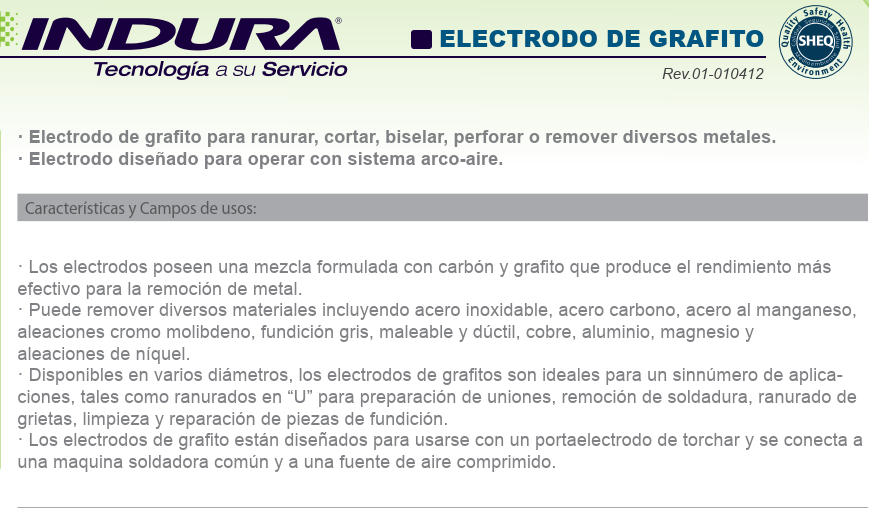 INDURA®
Tecnología a su Servicio
ELECTRODO DE GRAFITO
Rev.01-010412
Quality Safety Health
SHEQ
Environment
· Electrodo de grafito para ranurar, cortar, biselar, perforar o remover diversos metales.
· Electrodo diseñado para operar con sistema arco-aire.
Características y Campos de usos:
· Los electrodos poseen una mezcla formulada con carbón y grafito que produce el rendimiento más
efectivo para la remoción de metal.
· Puede remover diversos materiales incluyendo acero inoxidable, acero carbono, acero al manganeso,
aleaciones cromo molibdeno, fundición gris, maleable y dúctil, cobre, aluminio, magnesio y
aleaciones de níquel.
· Disponibles en varios diámetros, los electrodos de grafitos son ideales para un sinnúmero de aplica-
ciones, tales como ranurados en “U” para preparación de uniones, remoción de soldadura, ranurado de
grietas, limpieza y reparación de piezas de fundición.
· Los electrodos de grafito están diseñados para usarse con un portaelectrodo de torchar y se conecta a
una maquina soldadora común y a una fuente de aire comprimido.